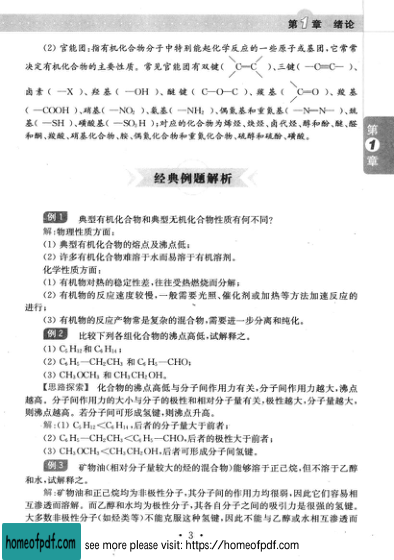 第1章 绪论
(2) 官能团:指有机化合物分子中特别能起化学反应的一些原子或基团,它常常
决定有机化合物的主要性质。常见官能团有双键( C=C )、三键( —C≡C— )、
卤素( —X )、羟基( —OH )、醚键( C—O—C )、羰基( C=O )、羧基
( —COOH )、硝基( —NO₂ )、氨基( —NH₂ )、偶氮基和重氮基( —N=N— )、巯
基( —SH )、磺酸基( —SO₃H );对应的化合物为烯烃、炔烃、卤代烃、醇和酚、醚、醛
和酮、羧酸、硝基化合物、胺、偶氮化合物和重氮化合物、硫醇和硫酚、磺酸。
第1章
经典例题解析
例1 典型有机化合物和典型无机化合物性质有何不同?
解:物理性质方面:
(1) 典型有机化合物的熔点及沸点低;
(2) 许多有机化合物难溶于水而易溶于有机溶剂。
化学性质方面:
(1) 有机物对热的稳定性差,往往受热燃烧而分解;
(2) 有机物的反应速度较慢,一般需要光照、催化剂或加热等方法加速反应的
进行;
(3) 有机物的反应产物常是复杂的混合物,需要进一步分离和纯化。
例2 比较下列各组化合物的沸点高低,试解释之。
(1) C₅H₁₂和C₆H₁₄;
(2) C₆H₅—CH₂CH₃ 和 C₆H₅—CHO;
(3) CH₃OCH₃ 和 CH₃CH₂OH。
【思路探索】 化合物的沸点高低与分子间作用力有关,分子间作用力越大,沸点
越高。分子间作用力的大小与分子的极性和相对分子量有关,极性越大,分子量越大,
则沸点越高。若分子间可形成氢键,则沸点升高。
解:(1) C₅H₁₂<C₆H₁₄,后者的分子量大于前者;
(2) C₆H₅—CH₂CH₃<C₆H₅—CHO,后者的极性大于前者;
(3) CH₃OCH₃<CH₃CH₂OH,后者可形成分子间氢键。
例3 矿物油(相对分子量较大的烃的混合物)能够溶于正己烷,但不溶于乙醇
和水,试解释之。
解:矿物油和正己烷均为非极性分子,其分子间的作用力均很弱,因此它们容易相
互渗透而溶解。而乙醇和水均为极性分子,其各自分子之间的吸引力是很强的氢键。
大多数非极性分子(如烃类等)不能克服这种氢键,因此不能与乙醇或水相互渗透而
· 3 ·
homeofpdf.com see more please visit: https://homeofpdf.com